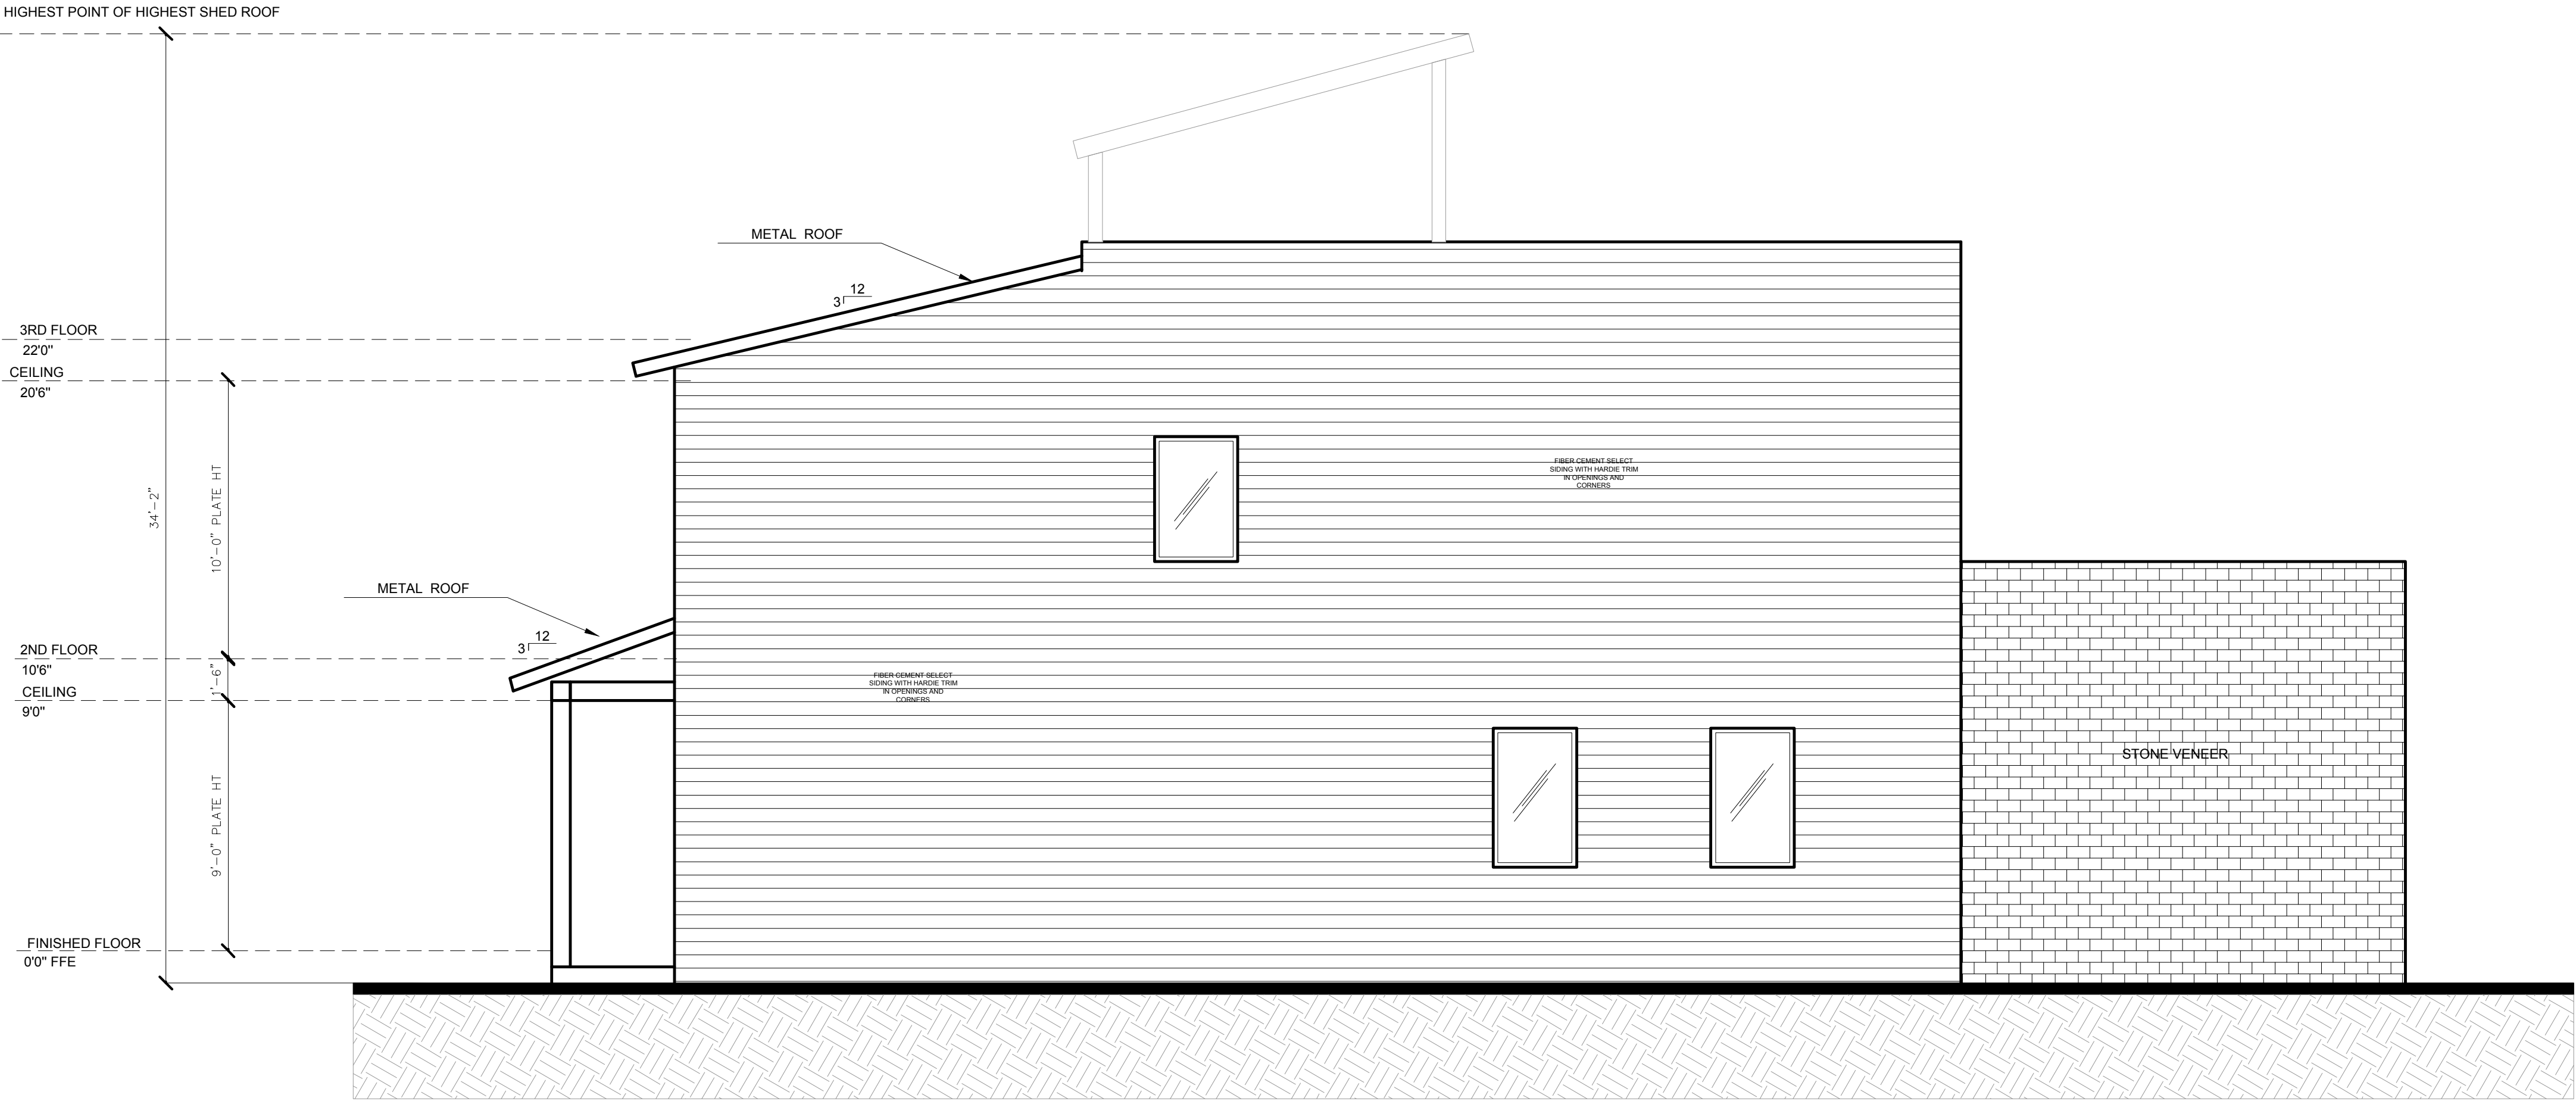 HIGHEST POINT OF HIGHEST SHED ROOF
METAL ROOF
12
3
3RD FLOOR
22'0"
CEILING
20'6"
34'-2"
10'-0" PLATE HT
FIBER CEMENT SELECT
SIDING WITH HARDIE TRIM
IN OPENINGS AND
CORNERS
METAL ROOF
12
3
2ND FLOOR
10'6"
1'-6"
CEILING
9'0"
FIBER CEMENT SELECT
SIDING WITH HARDIE TRIM
IN OPENINGS AND
CORNERS
STONE VENEER
9'-0" PLATE HT
FINISHED FLOOR
0'0" FFE